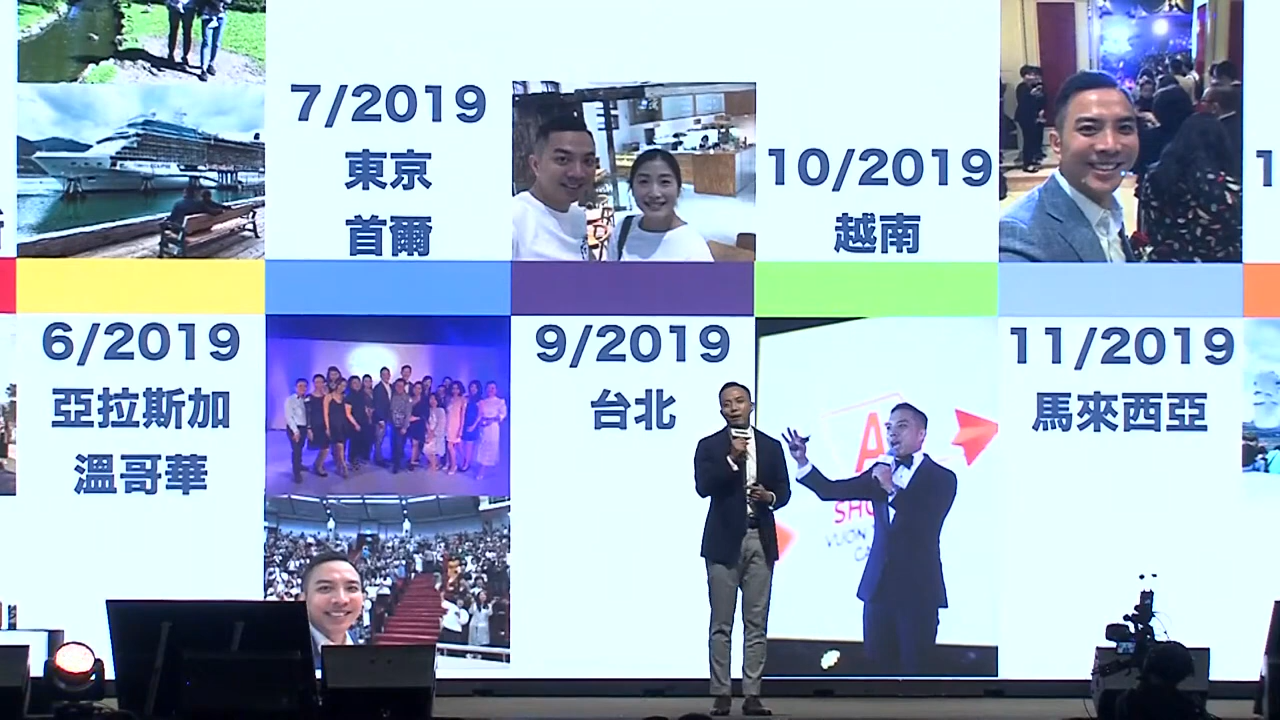 7/2019
東京
首爾
10/2019
越南
6/2019
亞拉斯加
溫哥華
9/2019
台北
11/2019
馬來西亞